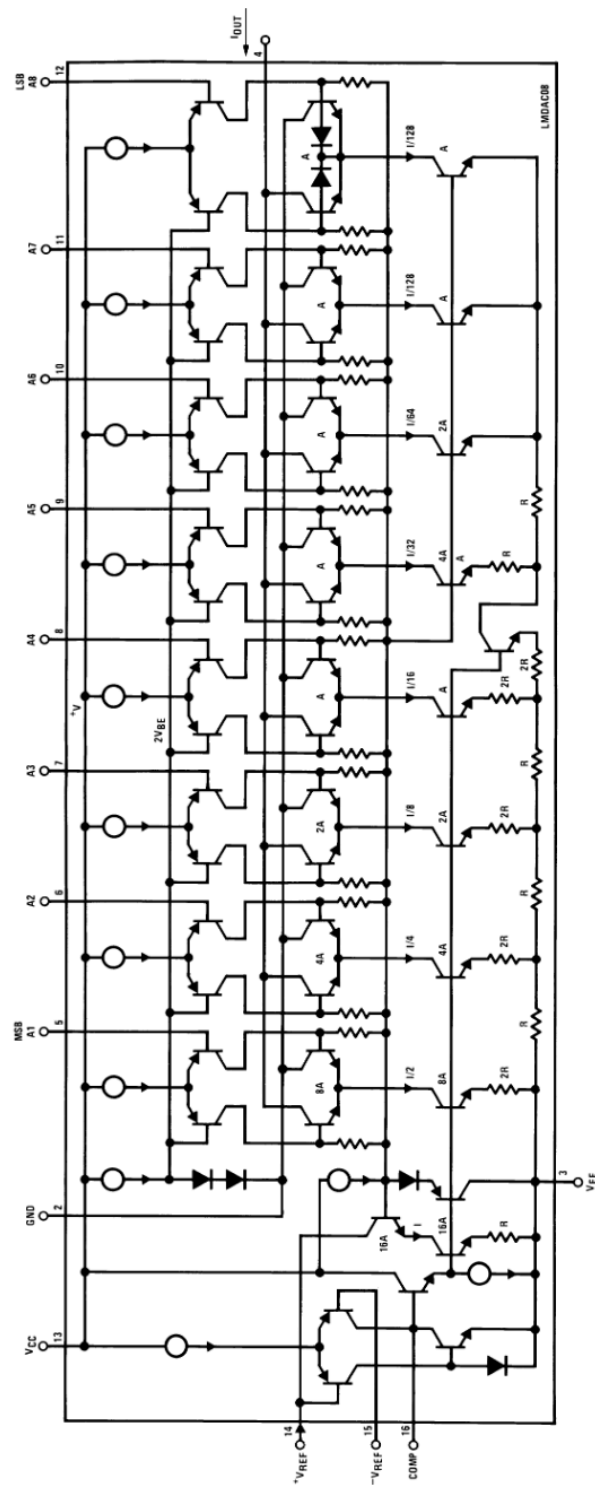 VCC GND MSB A1 A2 A3 A4 A5 A6 A7 LSB A8
13 2 5 6 7 8 9 10 11 12
+V
2VBE
IOUT
4
+VREF 14
8A 4A 2A A A A A A
-VREF 15
16A
COMP 16
I I/2 I/4 I/8 I/16 I/32 I/64 I/128 I/128
16A 8A 4A 2A A 4A 2A A A
A
R 2R 2R 2R 2R 2R R
R R R R
LMDAC08
3
VEE